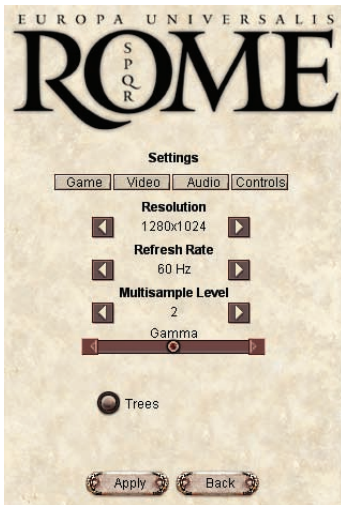 EUROPA UNIVERSALIS
ROME
SPQR
Settings
Game Video Audio Controls
Resolution
1280x1024
Refresh Rate
60 Hz
Multisample Level
2
Gamma
Trees
Apply Back